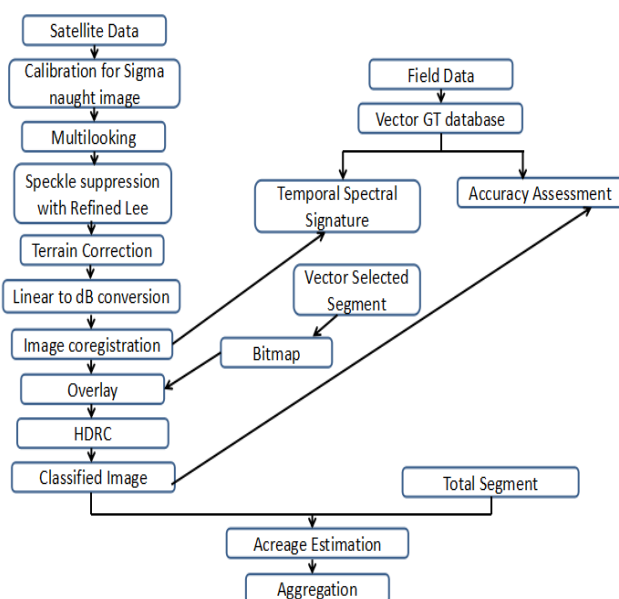 Satellite Data
Calibration for Sigma
naught image
Multilooking
Speckle suppression
with Refined Lee
Terrain Correction
Linear to dB conversion
Image coregistration
Overlay
HDRC
Classified Image
Field Data
Vector GT database
Temporal Spectral
Signature
Accuracy Assessment
Vector Selected
Segment
Bitmap
Total Segment
Acreage Estimation
Aggregation